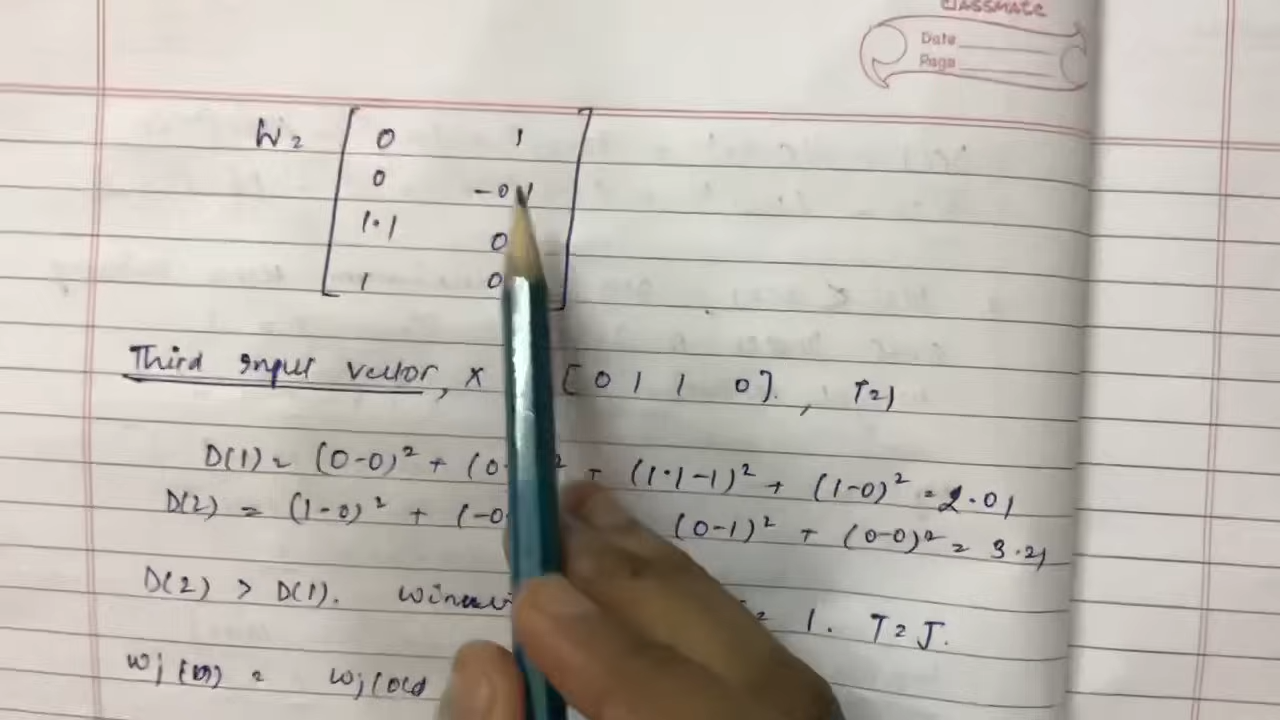 classmate
Date
Page
W = 0 1
0 -0.1
1.1 0
1 0
Third input vector, x [0 1 1 0], T=1
D(1) = (0-0)² + (0 ² + (1.1-1)² + (1-0)² = 2.01
D(2) = (1-0)² + (-0 (0-1)² + (0-0)² = 3.21
D(2) > D(1). = 1. T=J.
Wj = Wj(old